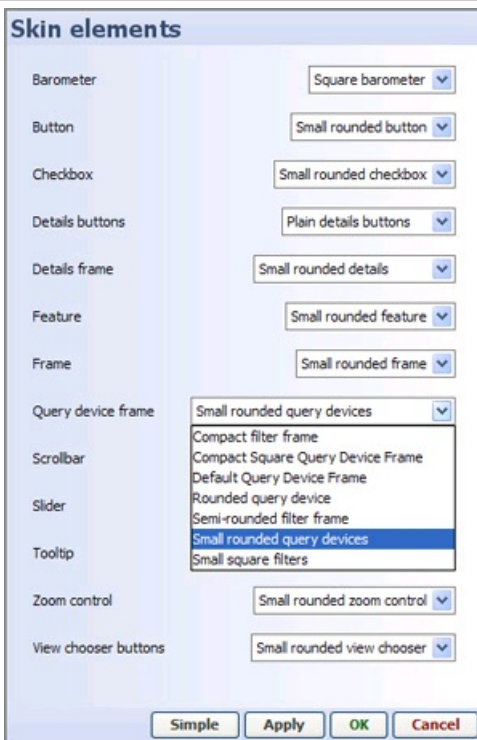 Skin elements
Barometer Square barometer
Button Small rounded button
Checkbox Small rounded checkbox
Details buttons Plain details buttons
Details frame Small rounded details
Feature Small rounded feature
Frame Small rounded frame
Query device frame Small rounded query devices
Compact filter frame
Scrollbar Compact Square Query Device Frame
Default Query Device Frame
Slider Rounded query device
Semi-rounded filter frame
Small rounded query devices
Tooltip Small square filters
Zoom control Small rounded zoom control
View chooser buttons Small rounded view chooser
Simple Apply OK Cancel